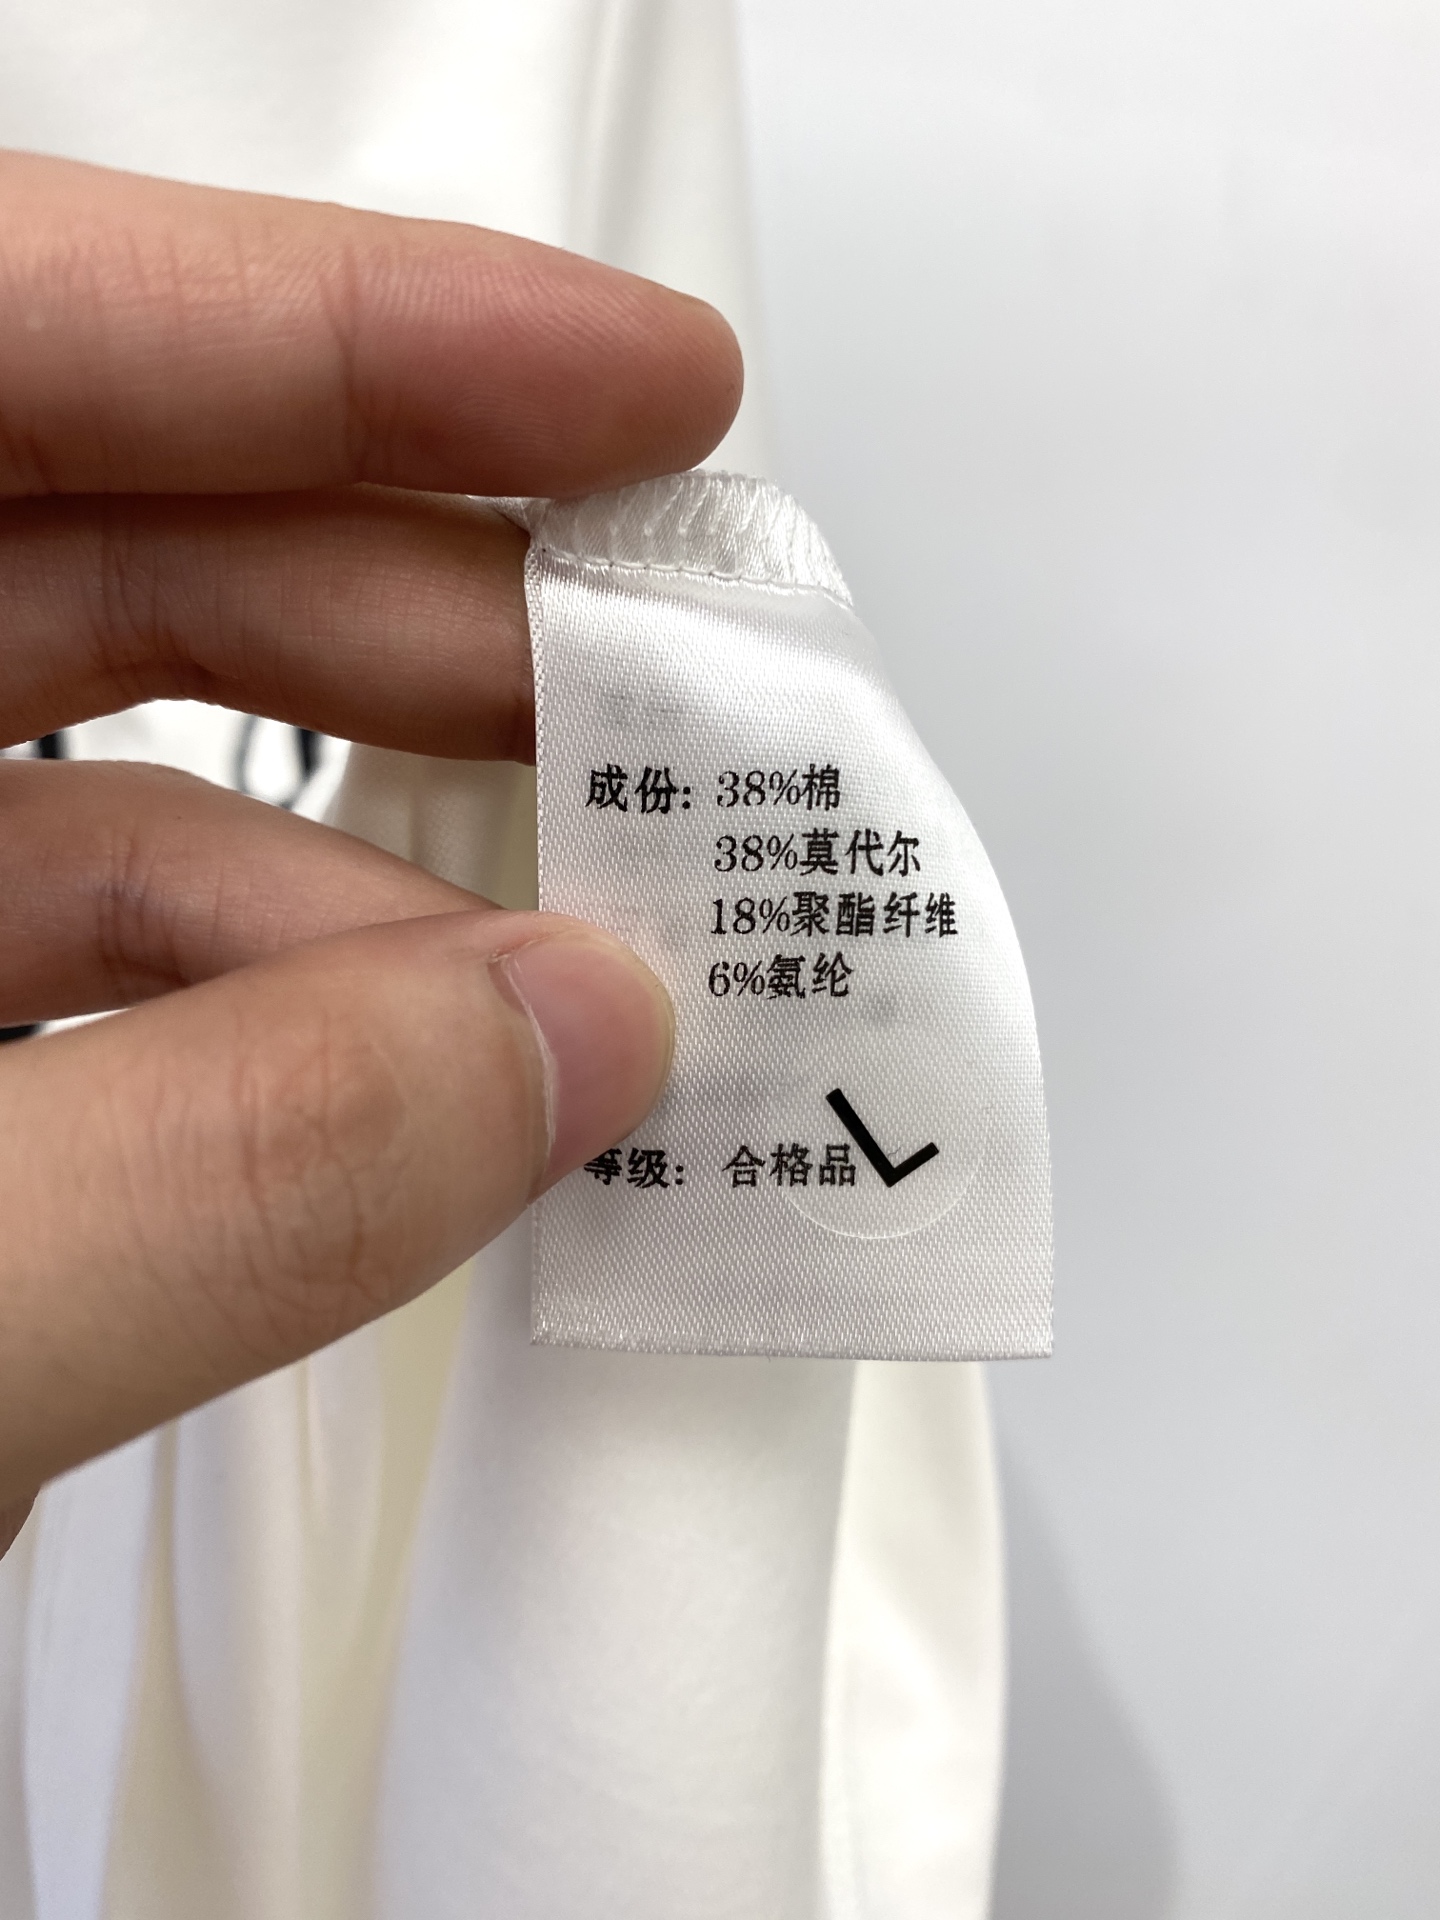 成份: 38%棉
38%莫代尔
18%聚酯纤维
6%氨纶
等级: 合格品
L